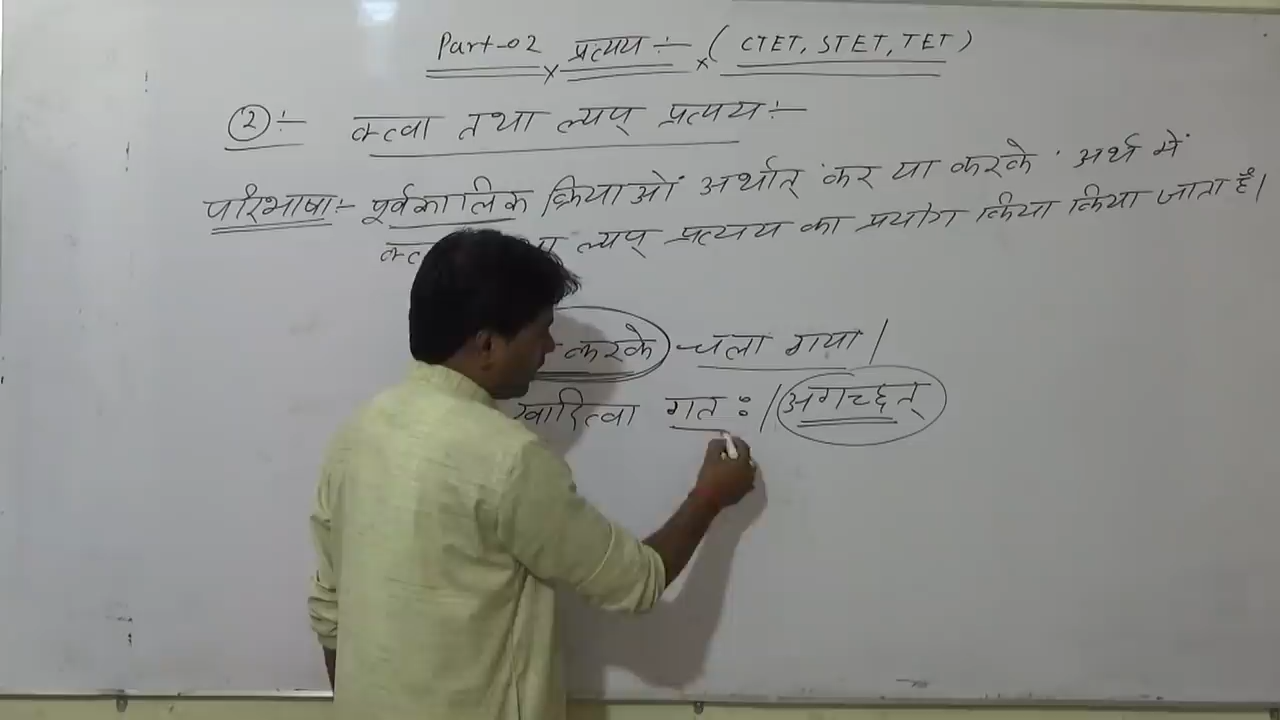 Part-02 प्रत्यय :- ( CTET, STET, TET )
② :- क्त्वा तथा ल्यप् प्रत्यय :-
परिभाषा :- पूर्वकालिक क्रियाओं अर्थात् 'कर या करके' अर्थ में
ल्यप् प्रत्यय का प्रयोग किया किया जाता है।
करके चला गया।
खादित्वा गतः / अगच्छत्